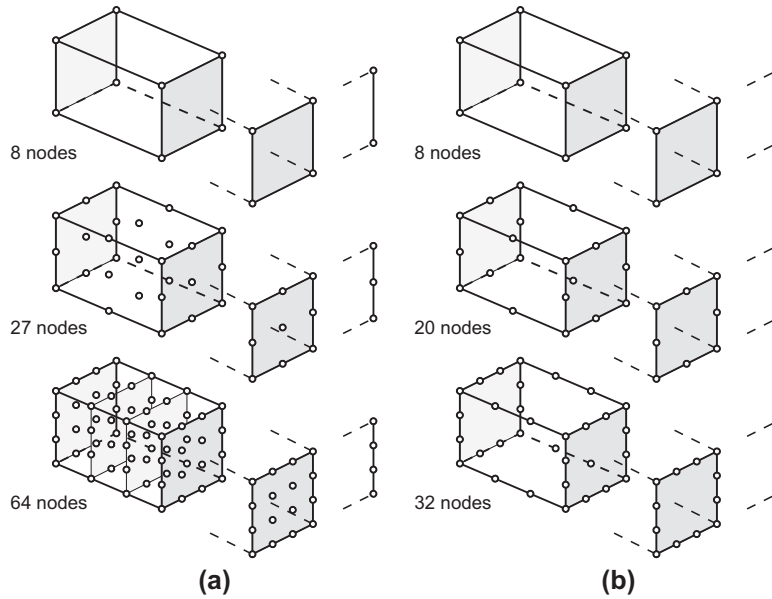 8 nodes
8 nodes
27 nodes
20 nodes
64 nodes
32 nodes
(a)
(b)